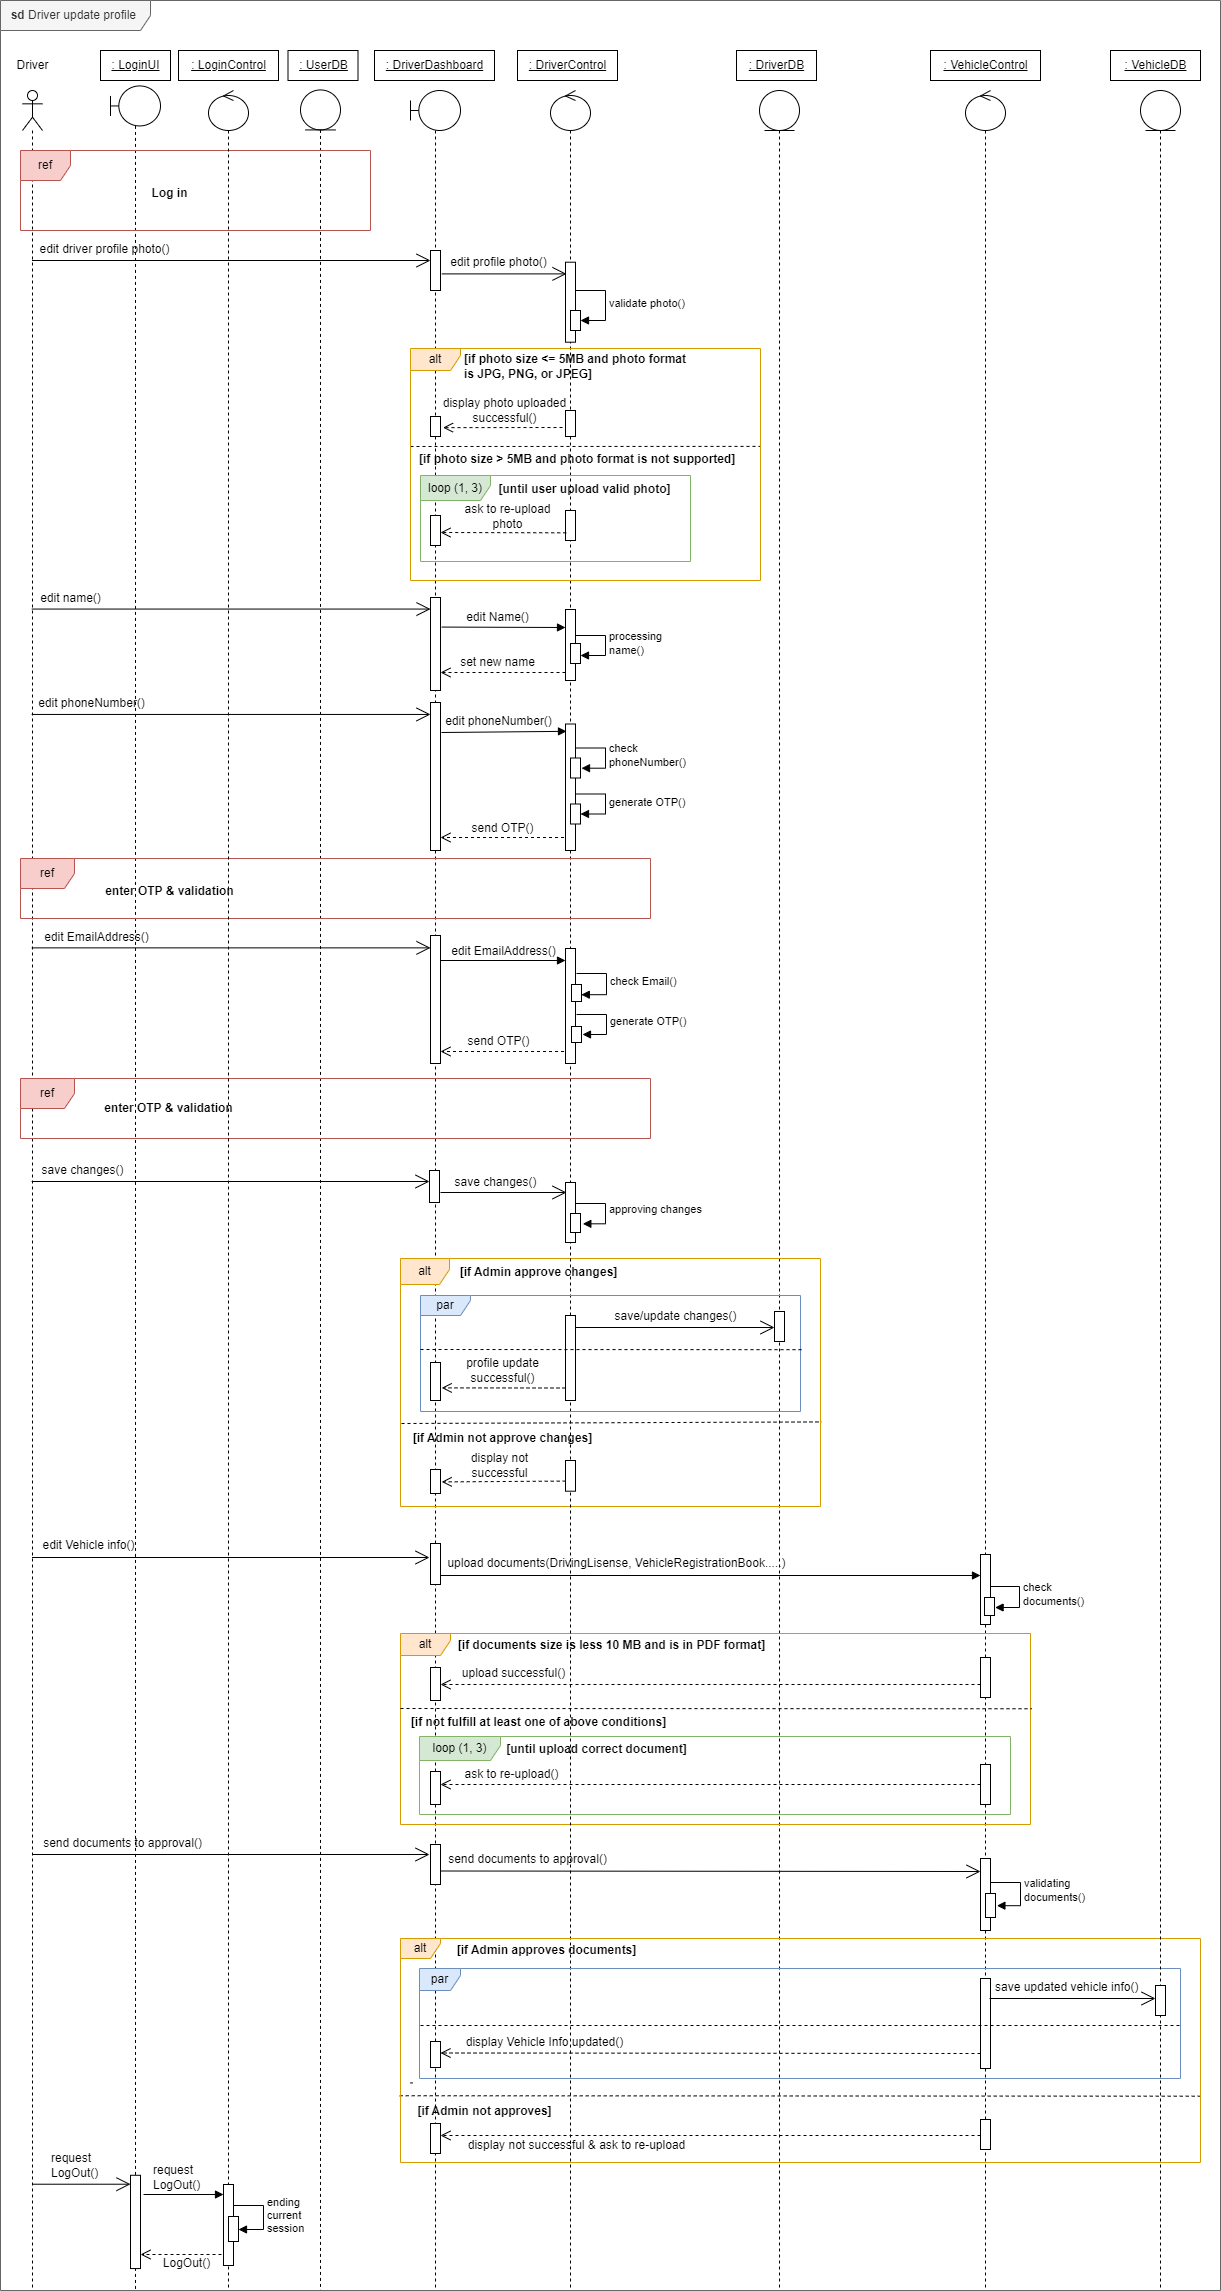 sd Driver update profile
Driver
: LoginUI
: LoginControl
: UserDB
: DriverDashboard
: DriverControl
: DriverDB
: VehicleControl
: VehicleDB
ref
Log in
edit driver profile photo()
edit profile photo()
validate photo()
alt
[if photo size <= 5MB and photo format
is JPG, PNG, or JPEG]
display photo uploaded
successful()
[if photo size > 5MB and photo format is not supported]
loop (1, 3)
[until user upload valid photo]
ask to re-upload
photo
edit name()
edit Name()
processing
name()
set new name
edit phoneNumber()
edit phoneNumber()
check
phoneNumber()
generate OTP()
send OTP()
ref
enter OTP & validation
edit EmailAddress()
edit EmailAddress()
check Email()
generate OTP()
send OTP()
ref
enter OTP & validation
save changes()
save changes()
approving changes
alt
[if Admin approve changes]
par
save/update changes()
profile update
successful()
[if Admin not approve changes]
display not
successful
edit Vehicle info()
upload documents(DrivingLisense, VehicleRegistrationBook.....)
check
documents()
alt
[if documents size is less 10 MB and is in PDF format]
upload successful()
[if not fulfill at least one of above conditions]
loop (1, 3)
[until upload correct document]
ask to re-upload()
send documents to approval()
send documents to approval()
validating
documents()
alt
[if Admin approves documents]
par
save updated vehicle info()
display Vehicle Info updated()
-
[if Admin not approves]
display not successful & ask to re-upload
request
LogOut()
request
LogOut()
ending
current
session
LogOut()